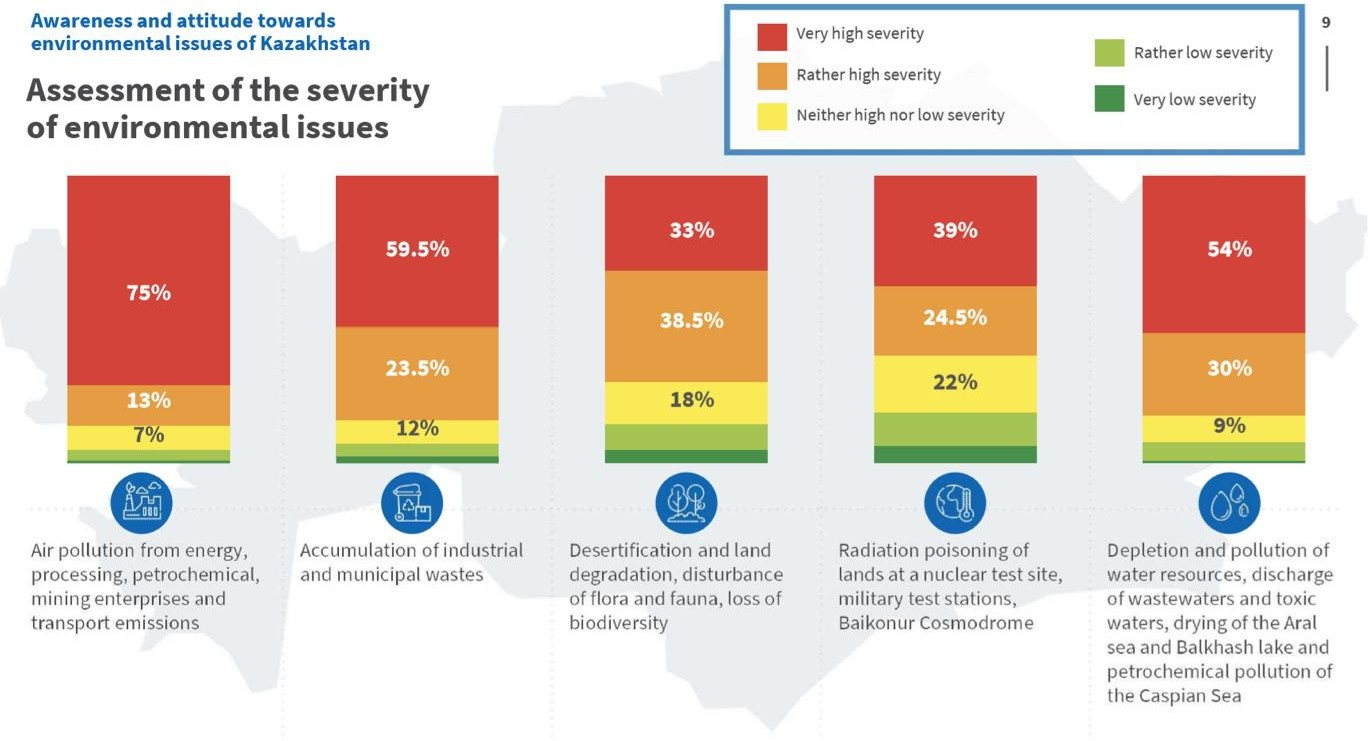 Awareness and attitude towards
environmental issues of Kazakhstan
Assessment of the severity
of environmental issues
Very high severity
Rather high severity
Neither high nor low severity
Rather low severity
Very low severity
9
75%
13%
7%
59.5%
23.5%
12%
33%
38.5%
18%
39%
24.5%
22%
54%
30%
9%
Air pollution from energy,
processing, petrochemical,
mining enterprises and
transport emissions
Accumulation of industrial
and municipal wastes
Desertification and land
degradation, disturbance
of flora and fauna, loss of
biodiversity
Radiation poisoning of
lands at a nuclear test site,
military test stations,
Baikonur Cosmodrome
Depletion and pollution of
water resources, discharge
of wastewaters and toxic
waters, drying of the Aral
sea and Balkhash lake and
petrochemical pollution of
the Caspian Sea